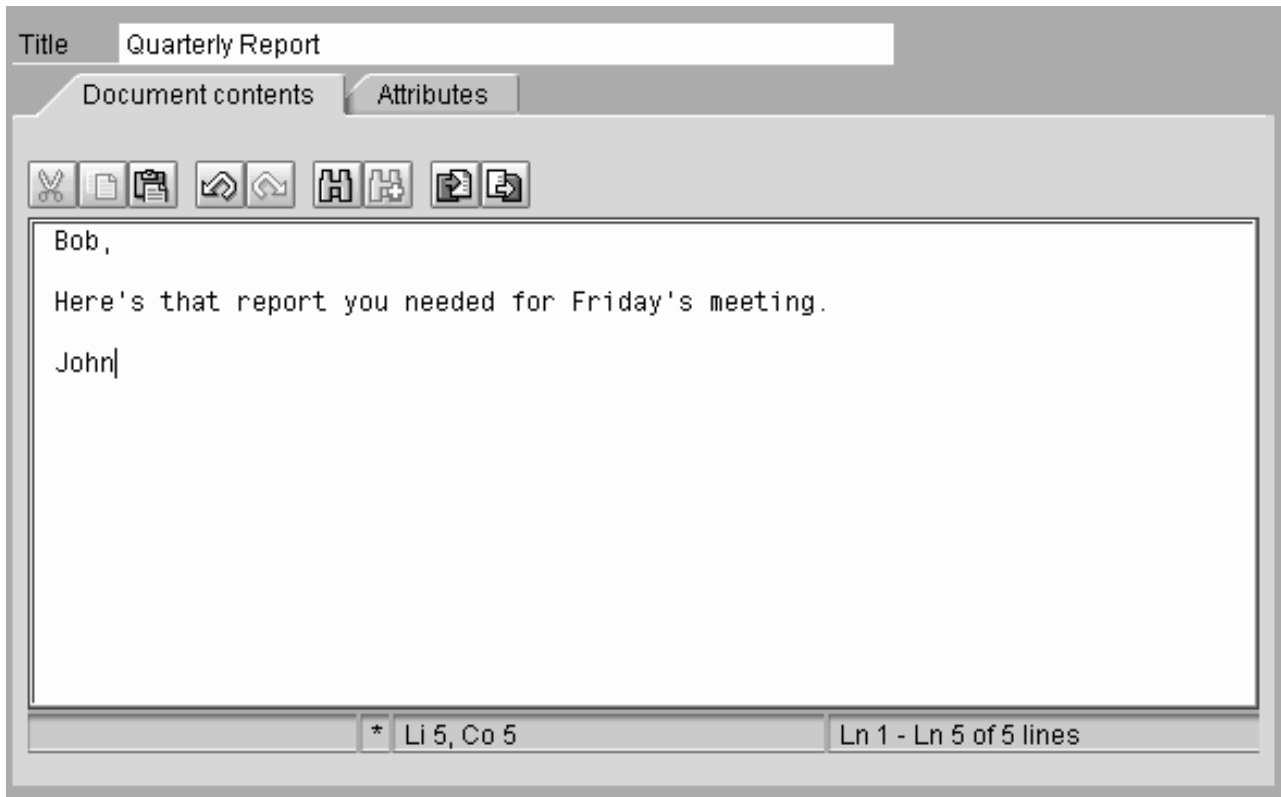 Title Quarterly Report
Document contents Attributes
Bob,
Here's that report you needed for Friday's meeting.
John
* Li 5, Co 5 Ln 1 - Ln 5 of 5 lines